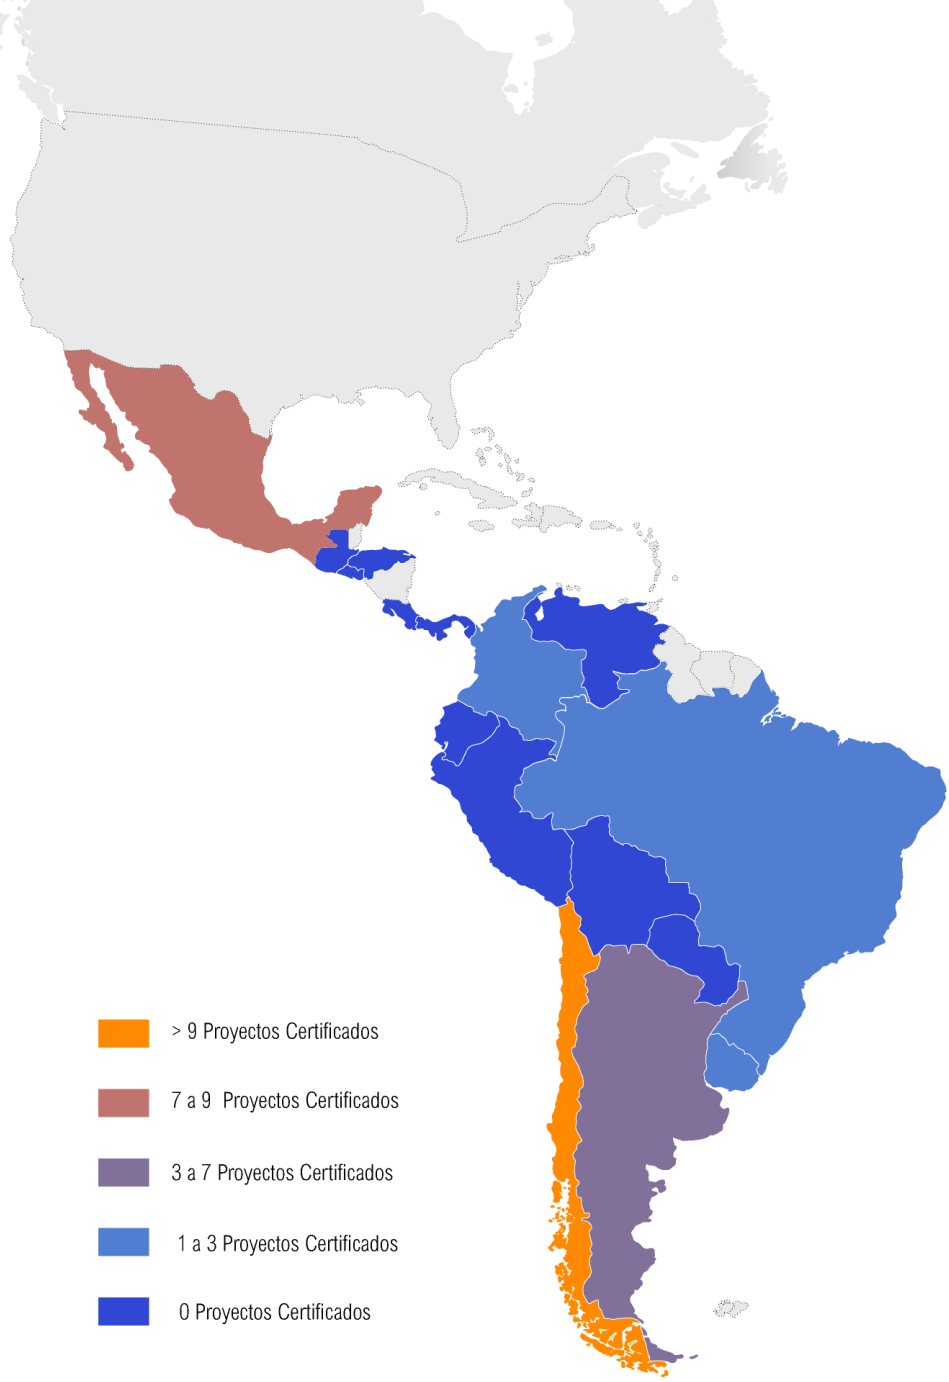 > 9 Proyectos Certificados
7 a 9 Proyectos Certificados
3 a 7 Proyectos Certificados
1 a 3 Proyectos Certificados
0 Proyectos Certificados